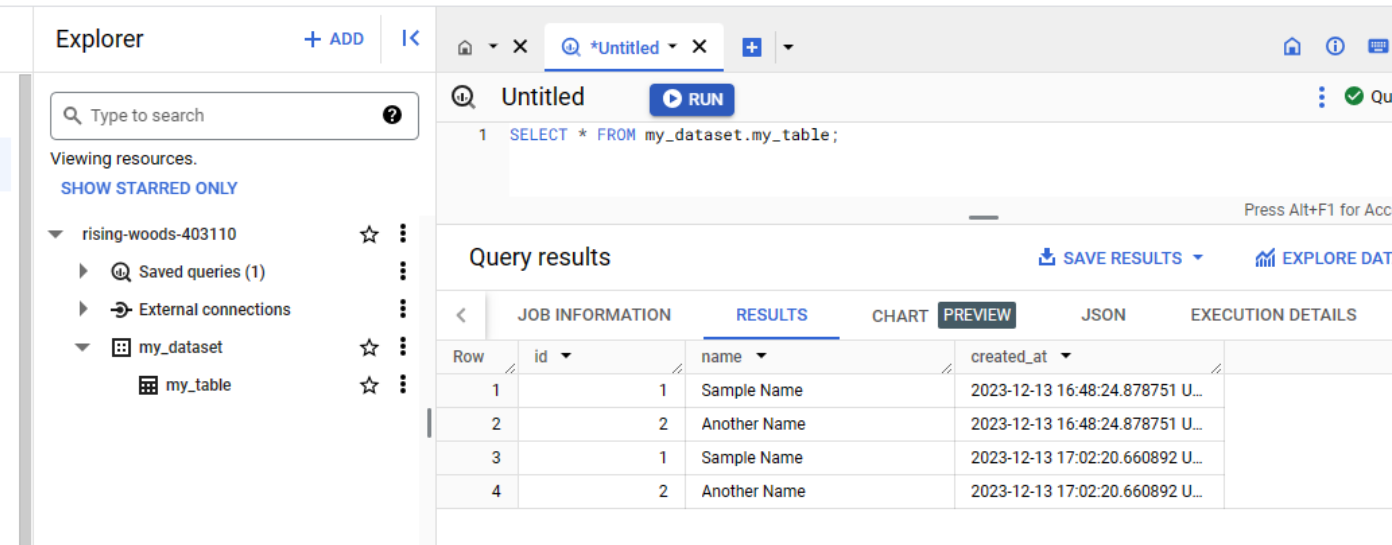 Explorer
+ ADD
*Untitled
Untitled
RUN
Qu
Type to search
1 SELECT * FROM my_dataset.my_table;
Viewing resources.
SHOW STARRED ONLY
Press Alt+F1 for Acc
rising-woods-403110
Saved queries (1)
External connections
my_dataset
my_table
Query results
SAVE RESULTS
EXPLORE DAT
JOB INFORMATION
RESULTS
CHART PREVIEW
JSON
EXECUTION DETAILS
Row id name created_at
1 1 Sample Name 2023-12-13 16:48:24.878751 U...
2 2 Another Name 2023-12-13 16:48:24.878751 U...
3 1 Sample Name 2023-12-13 17:02:20.660892 U...
4 2 Another Name 2023-12-13 17:02:20.660892 U...